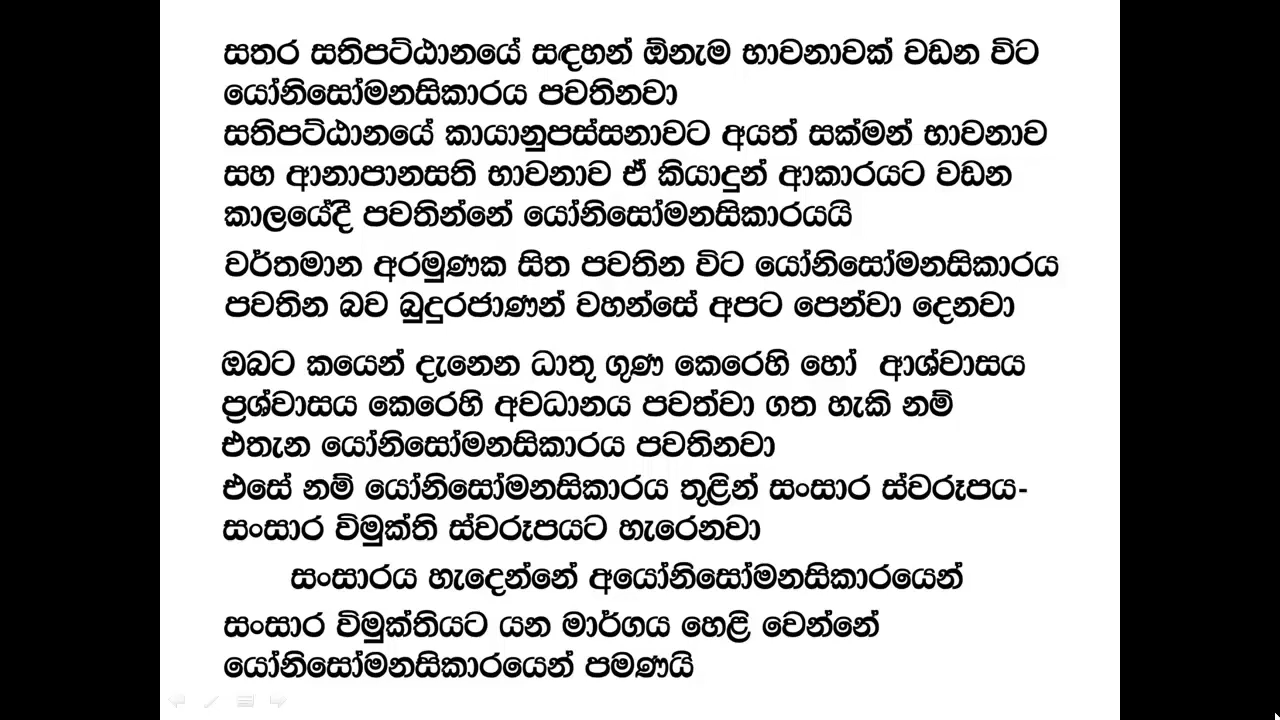 සතර සතිපට්ඨානයේ සඳහන් ඕනැම භාවනාවක් වඩන විට
යෝනිසෝමනසිකාරය පවතිනවා
සතිපට්ඨානයේ කායානුපස්සනාවට අයත් සක්මන් භාවනාව
සහ ආනාපානසති භාවනාව ඒ කියාදුන් ආකාරයට වඩන
කාලයේදී පවතින්නේ යෝනිසෝමනසිකාරයයි
වර්තමාන අරමුණක සිත පවතින විට යෝනිසෝමනසිකාරය
පවතින බව බුදුරජාණන් වහන්සේ අපට පෙන්වා දෙනවා
ඔබට කයෙන් දැනෙන ධාතු ගුණ කෙරෙහි හෝ ආශ්වාසය
ප්‍රශ්වාසය කෙරෙහි අවධානය පවත්වා ගත හැකි නම්
එතැන යෝනිසෝමනසිකාරය පවතිනවා
එසේ නම් යෝනිසෝමනසිකාරය තුළින් සංසාර ස්වරූපය-
සංසාර විමුක්ති ස්වරූපයට හැරෙනවා
සංසාරය හැදෙන්නේ අයෝනිසෝමනසිකාරයෙන්
සංසාර විමුක්තියට යන මාර්ගය හෙළි වෙන්නේ
යෝනිසෝමනසිකාරයෙන් පමණයි